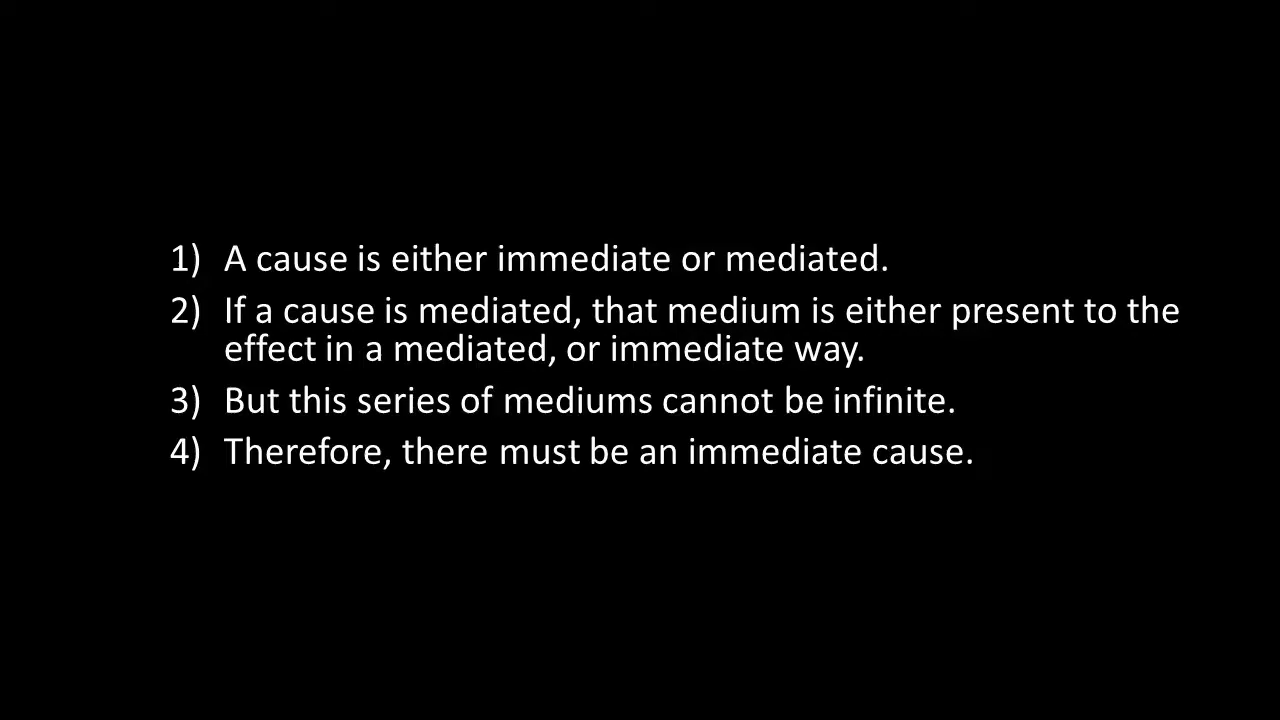 1) A cause is either immediate or mediated.
2) If a cause is mediated, that medium is either present to the
effect in a mediated, or immediate way.
3) But this series of mediums cannot be infinite.
4) Therefore, there must be an immediate cause.